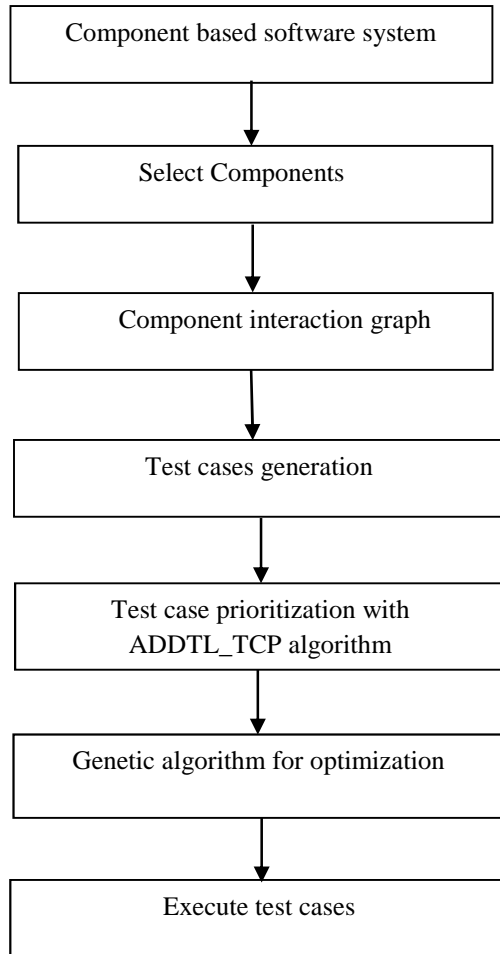 Component based software system
Select Components
Component interaction graph
Test cases generation
Test case prioritization with
ADDTL_TCP algorithm
Genetic algorithm for optimization
Execute test cases